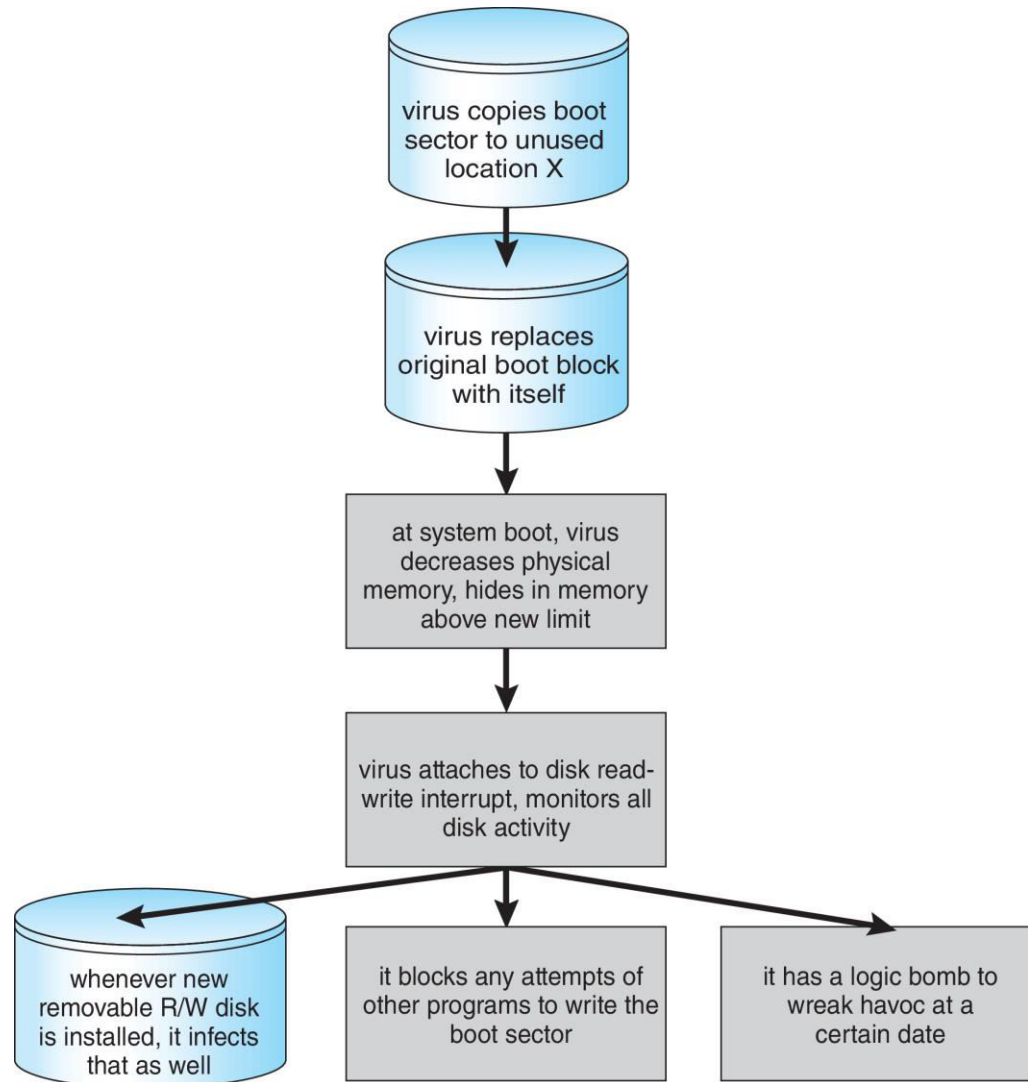 virus copies boot
sector to unused
location X
virus replaces
original boot block
with itself
at system boot, virus
decreases physical
memory, hides in memory
above new limit
virus attaches to disk read-
write interrupt, monitors all
disk activity
whenever new
removable R/W disk
is installed, it infects
that as well
it blocks any attempts of
other programs to write the
boot sector
it has a logic bomb to
wreak havoc at a
certain date